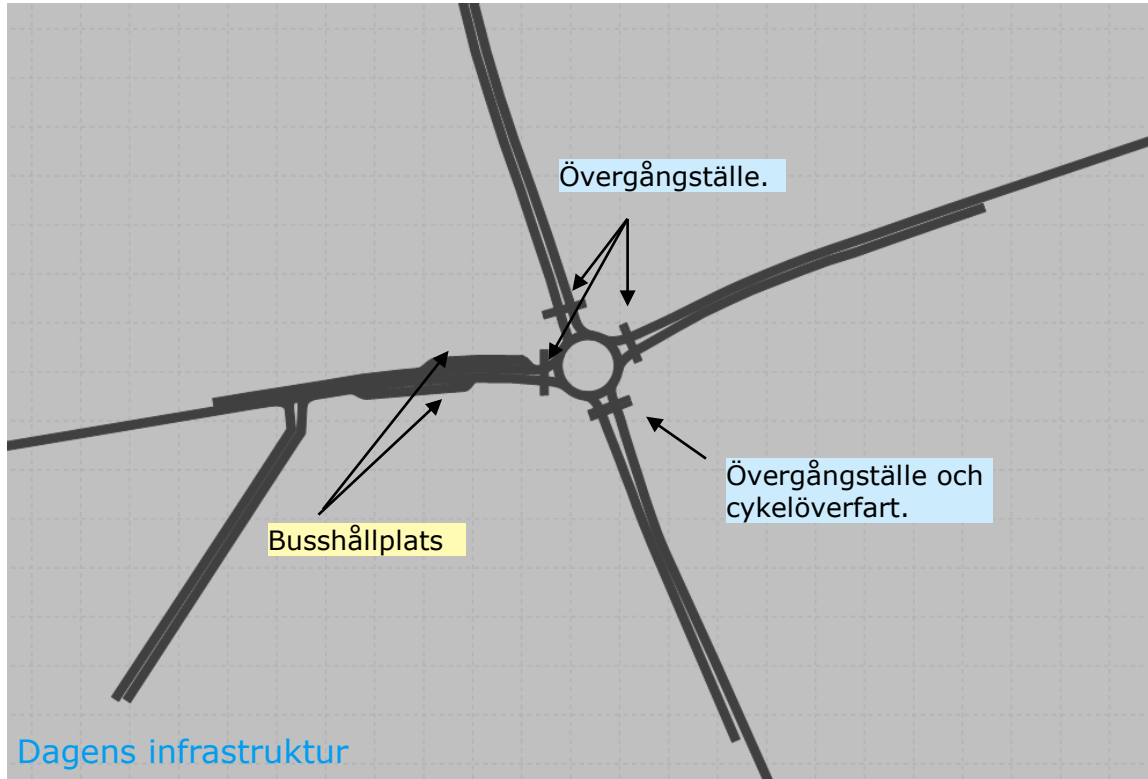 Övergångställe.
Övergångställe och
cykelöverfart.
Busshållplats
Dagens infrastruktur